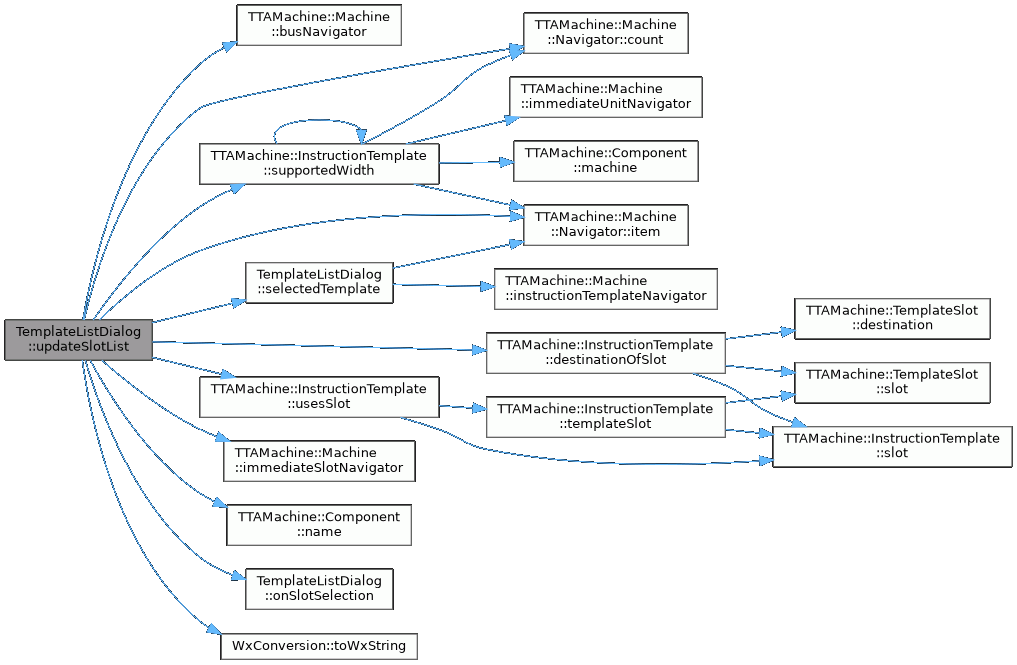 TTAMachine::Machine
::busNavigator
TTAMachine::Machine
::Navigator::count
TTAMachine::Machine
::immediateUnitNavigator
TTAMachine::InstructionTemplate
::supportedWidth
TTAMachine::Component
::machine
TTAMachine::Machine
::Navigator::item
TemplateListDialog
::selectedTemplate
TTAMachine::Machine
::instructionTemplateNavigator
TTAMachine::TemplateSlot
::destination
TemplateListDialog
::updateSlotList
TTAMachine::InstructionTemplate
::destinationOfSlot
TTAMachine::TemplateSlot
::slot
TTAMachine::InstructionTemplate
::usesSlot
TTAMachine::InstructionTemplate
::templateSlot
TTAMachine::InstructionTemplate
::slot
TTAMachine::Machine
::immediateSlotNavigator
TTAMachine::Component
::name
TemplateListDialog
::onSlotSelection
WxConversion::toWxString